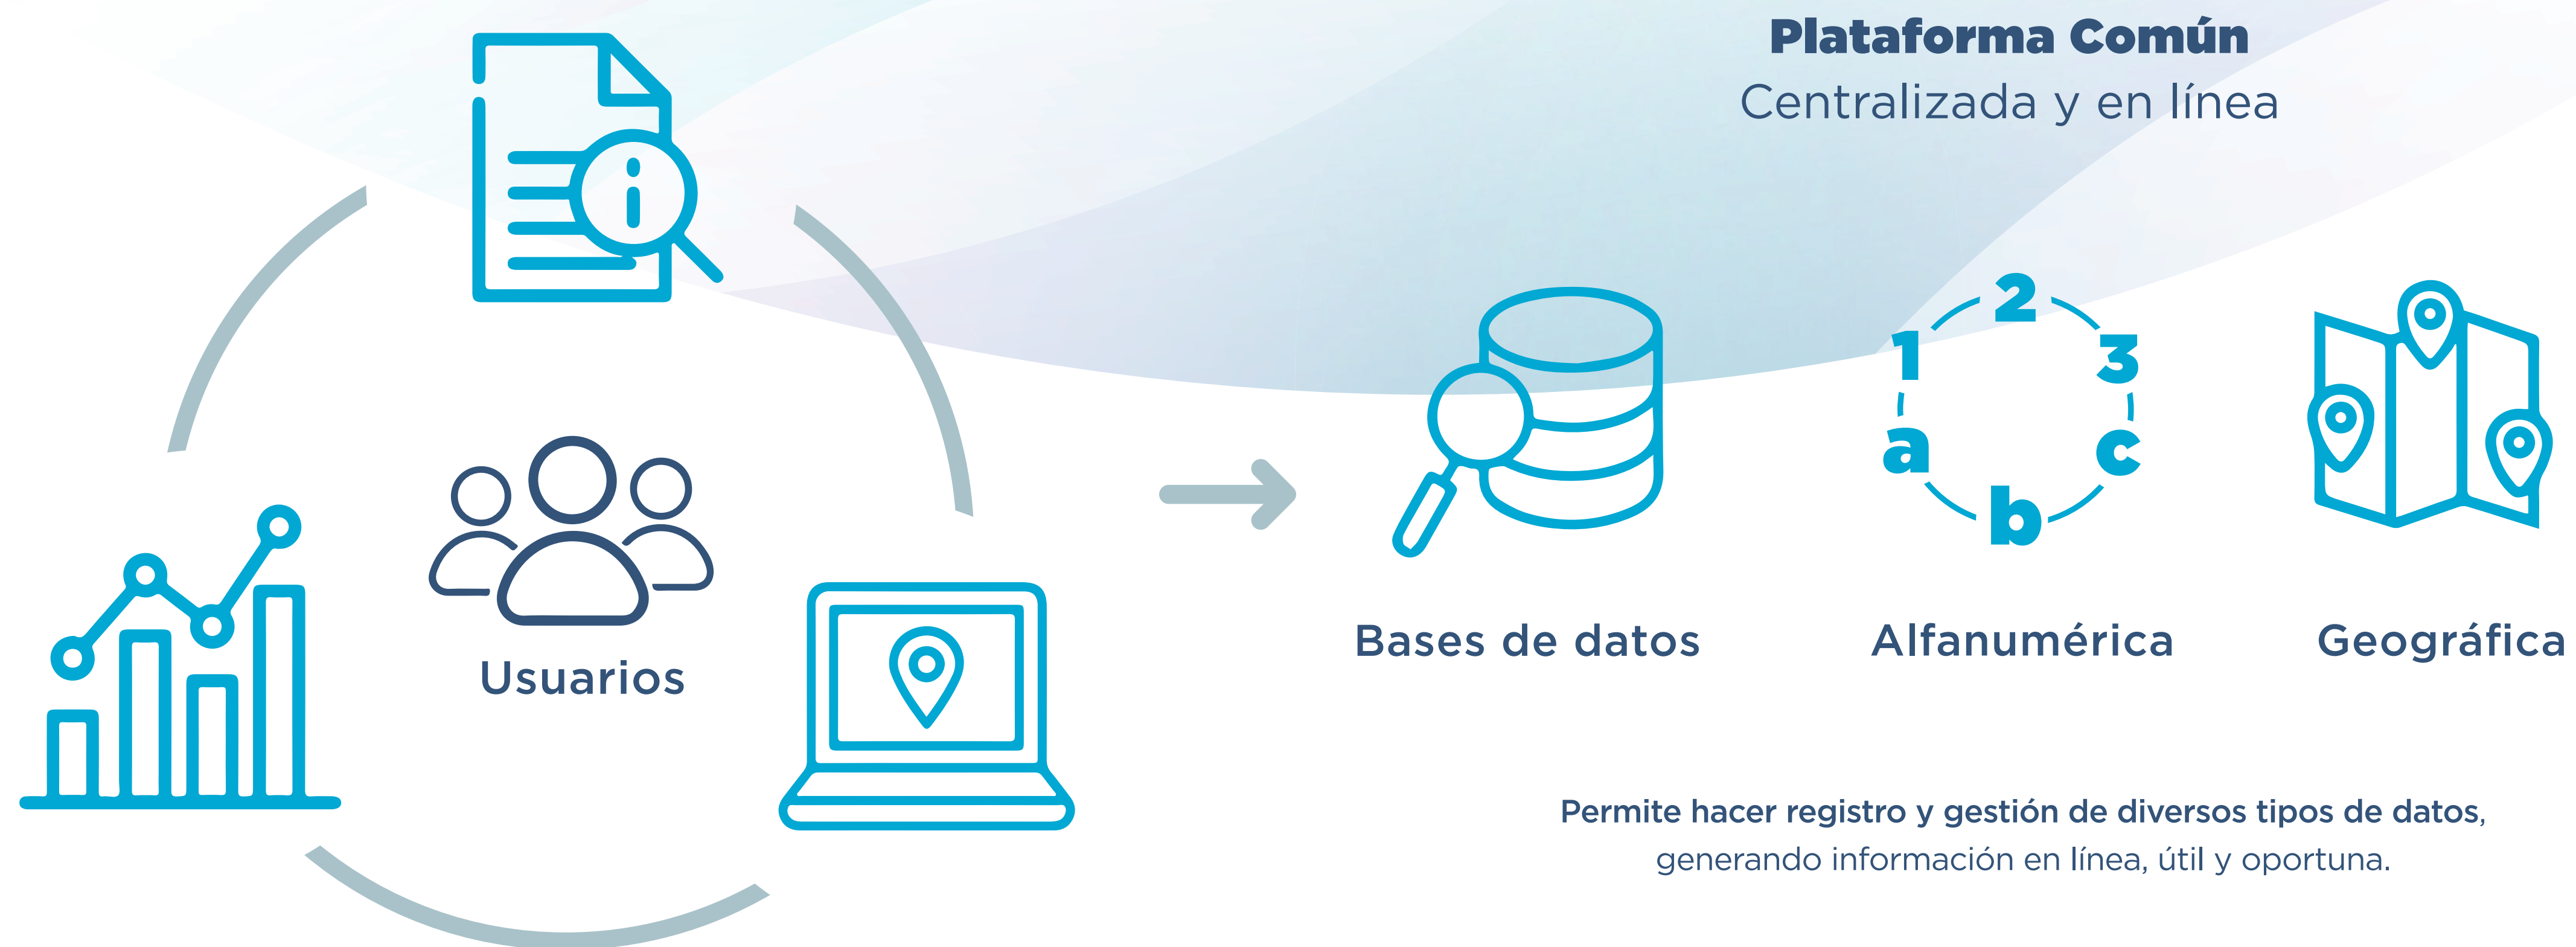 Plataforma Común
Centralizada y en línea
i
2
1
3
a
c
b
Usuarios
Bases de datos
Alfanumérica
Geográfica
Permite hacer registro y gestión de diversos tipos de datos,
generando información en línea, útil y oportuna.